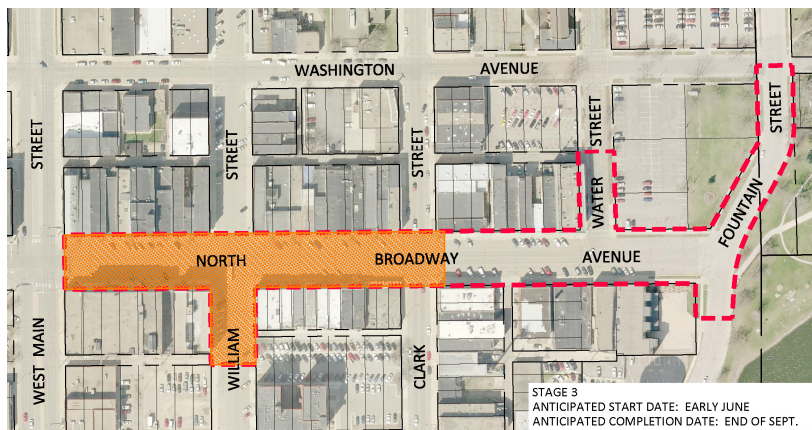 WASHINGTON AVENUE
STREET
STREET
STREET
STREET
STREET
WATER
FOUNTAIN
NORTH BROADWAY AVENUE
WEST MAIN
WILLIAM
CLARK
STAGE 3
ANTICIPATED START DATE: EARLY JUNE
ANTICIPATED COMPLETION DATE: END OF SEPT.